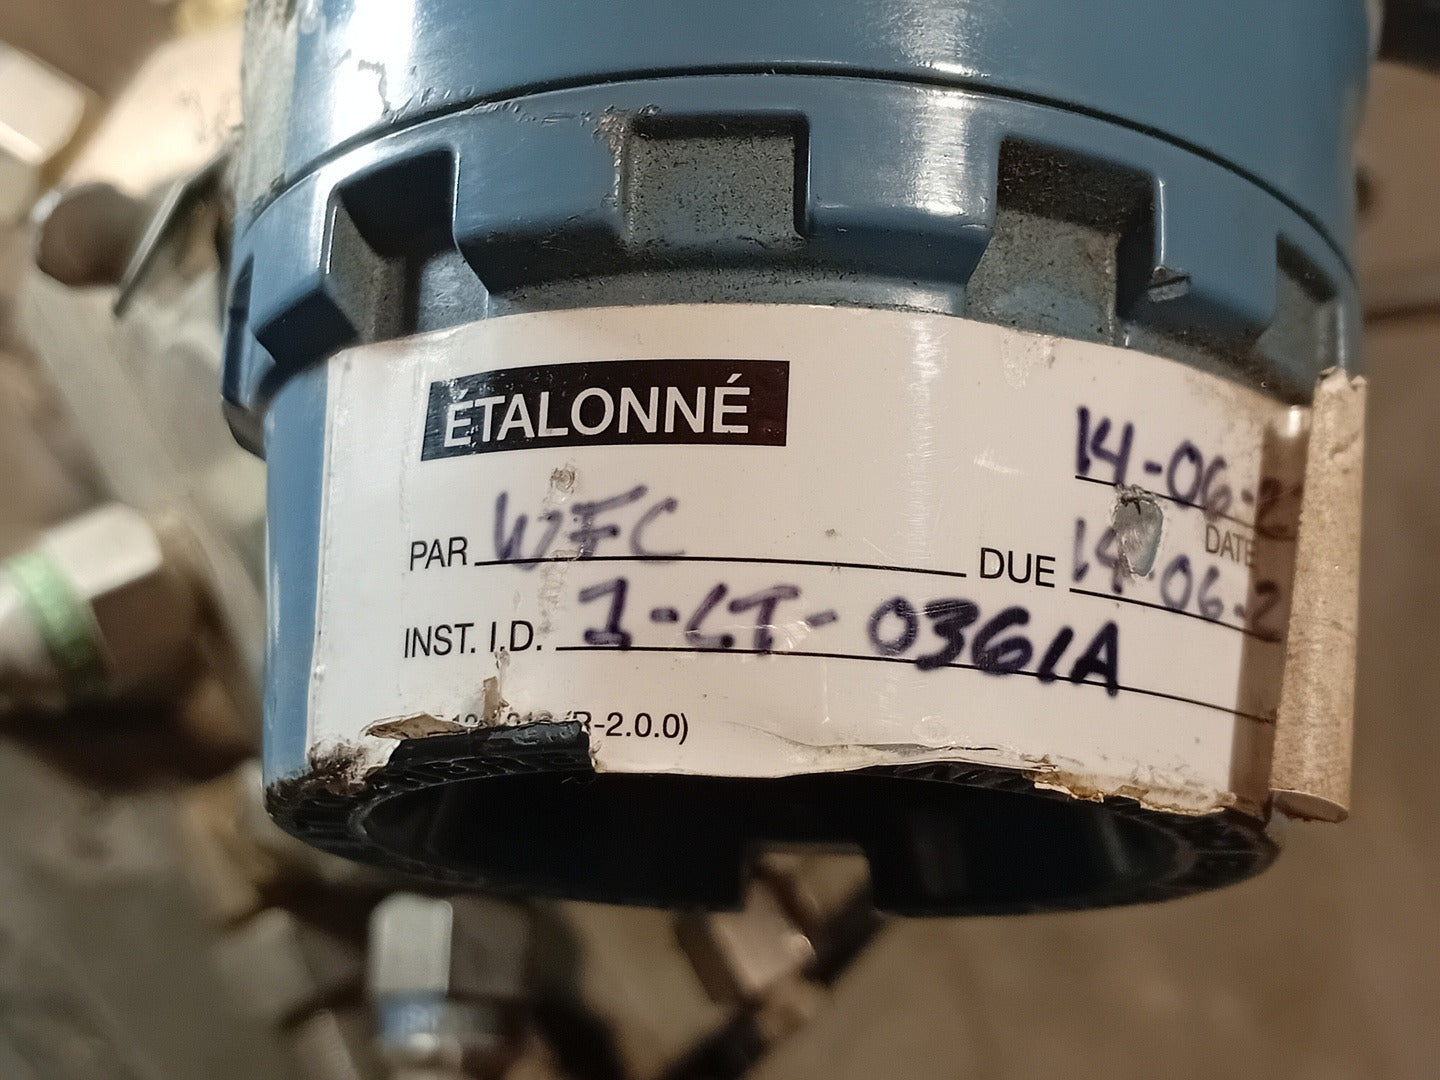 ÉTALONNÉ
14-06-2
DATE
PAR WFC
DUE 14-06-2
INST. I.D. 1-LT-0361A
(R-2.0.0)